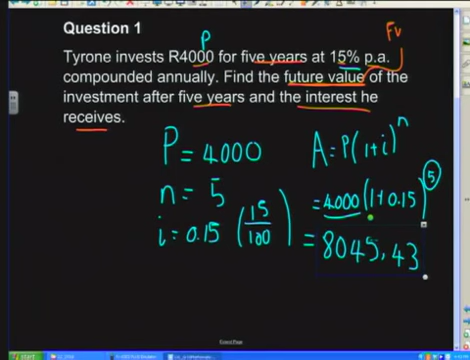 Question 1
P
Fv
Tyrone invests R4000 for five years at 15% p.a.
compounded annually. Find the future value of the
investment after five years and the interest he
receives.
P = 4000
A = P(1+i)^n
n = 5
= 4000(1+0.15)^5
i = 0.15 (15/100)
= 8045,43
start